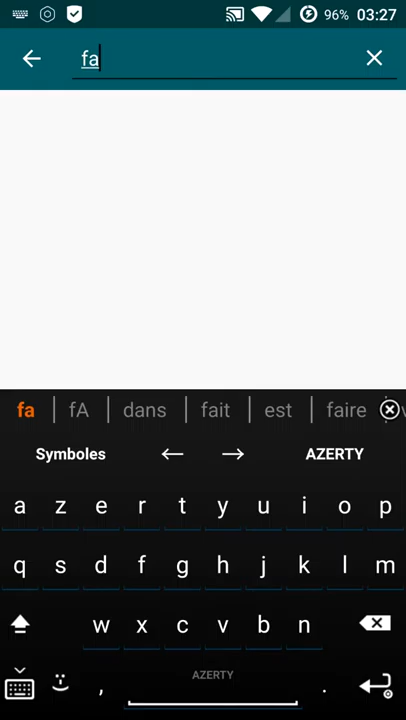 96% 03:27
fa
fa fA dans fait est faire
Symboles ← → AZERTY
a z e r t y u i o p
q s d f g h j k l m
w x c v b n
, AZERTY .